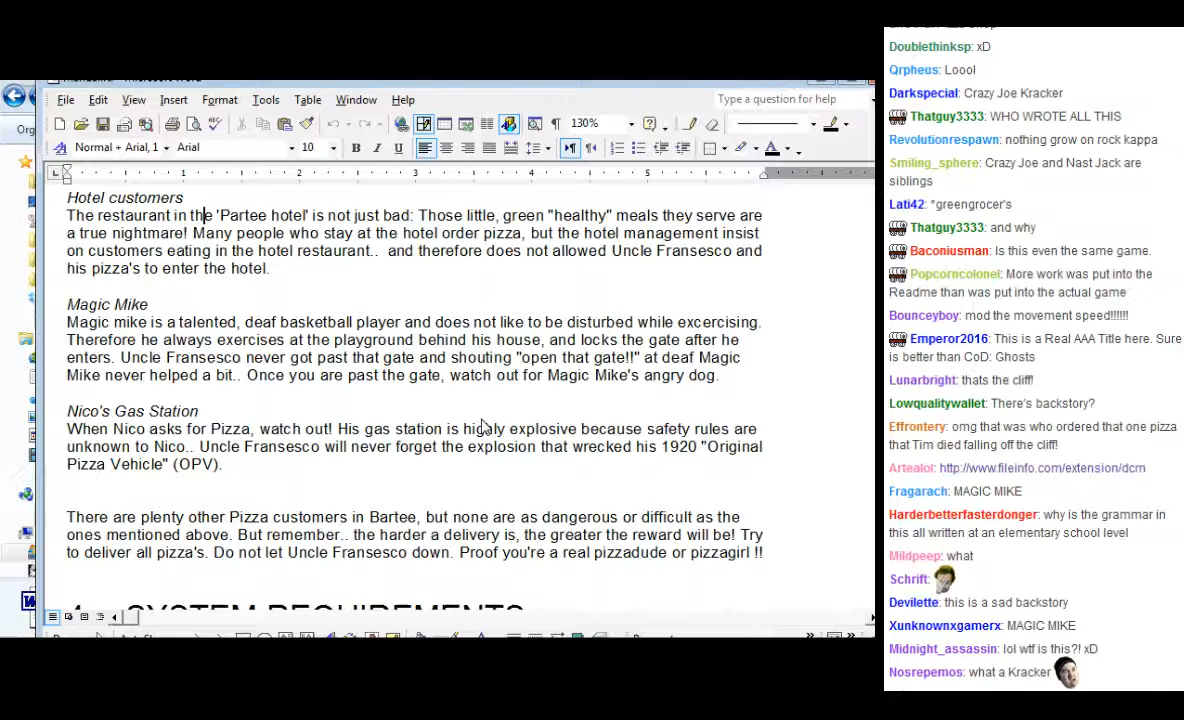 File Edit View Insert Format Tools Table Window Help
Type a question for help
130%
Normal + Arial, 1
Arial
10
Org
1 2 3 4 5
Hotel customers
The restaurant in the 'Partee hotel' is not just bad: Those little, green "healthy" meals they serve are
a true nightmare! Many people who stay at the hotel order pizza, but the hotel management insist
on customers eating in the hotel restaurant.. and therefore does not allowed Uncle Fransesco and
his pizza's to enter the hotel.
Magic Mike
Magic mike is a talented, deaf basketball player and does not like to be disturbed while excercising.
Therefore he always exercises at the playground behind his house, and locks the gate after he
enters. Uncle Fransesco never got past that gate and shouting "open that gate!!" at deaf Magic
Mike never helped a bit.. Once you are past the gate, watch out for Magic Mike's angry dog.
Nico's Gas Station
When Nico asks for Pizza, watch out! His gas station is highly explosive because safety rules are
unknown to Nico.. Uncle Fransesco will never forget the explosion that wrecked his 1920 "Original
Pizza Vehicle" (OPV).
There are plenty other Pizza customers in Bartee, but none are as dangerous or difficult as the
ones mentioned above. But remember.. the harder a delivery is, the greater the reward will be! Try
to deliver all pizza's. Do not let Uncle Fransesco down. Proof you're a real pizzadude or pizzagirl !!
SYSTEM REQUIREMENTS
Doublethinksp: xD
Qrpheus: Loool
Darkspecial: Crazy Joe Kracker
Thatguy3333: WHO WROTE ALL THIS
Revolutionrespawn: nothing grow on rock kappa
Smiling_sphere: Crazy Joe and Nast Jack are
siblings
Lati42: *greengrocer's
Thatguy3333: and why
Baconiusman: Is this even the same game.
Popcorncolonel: More work was put into the
Readme than was put into the actual game
Bounceyboy: mod the movement speed!!!!!!
Emperor2016: This is a Real AAA Title here. Sure
is better than CoD: Ghosts
Lunarbright: thats the cliff!
Lowqualitywallet: There's backstory?
Effrontery: omg that was who ordered that one pizza
that Tim died falling off the cliff!
Artealol: http://www.fileinfo.com/extension/dcm
Fragarach: MAGIC MIKE
Harderbetterfasterdonger: why is the grammar in
this all written at an elementary school level
Mildpeep: what
Schrift:
Devilette: this is a sad backstory
Xunknownxgamerx: MAGIC MIKE
Midnight_assassin: lol wtf is this?! xD
Nosrepemos: what a Kracker